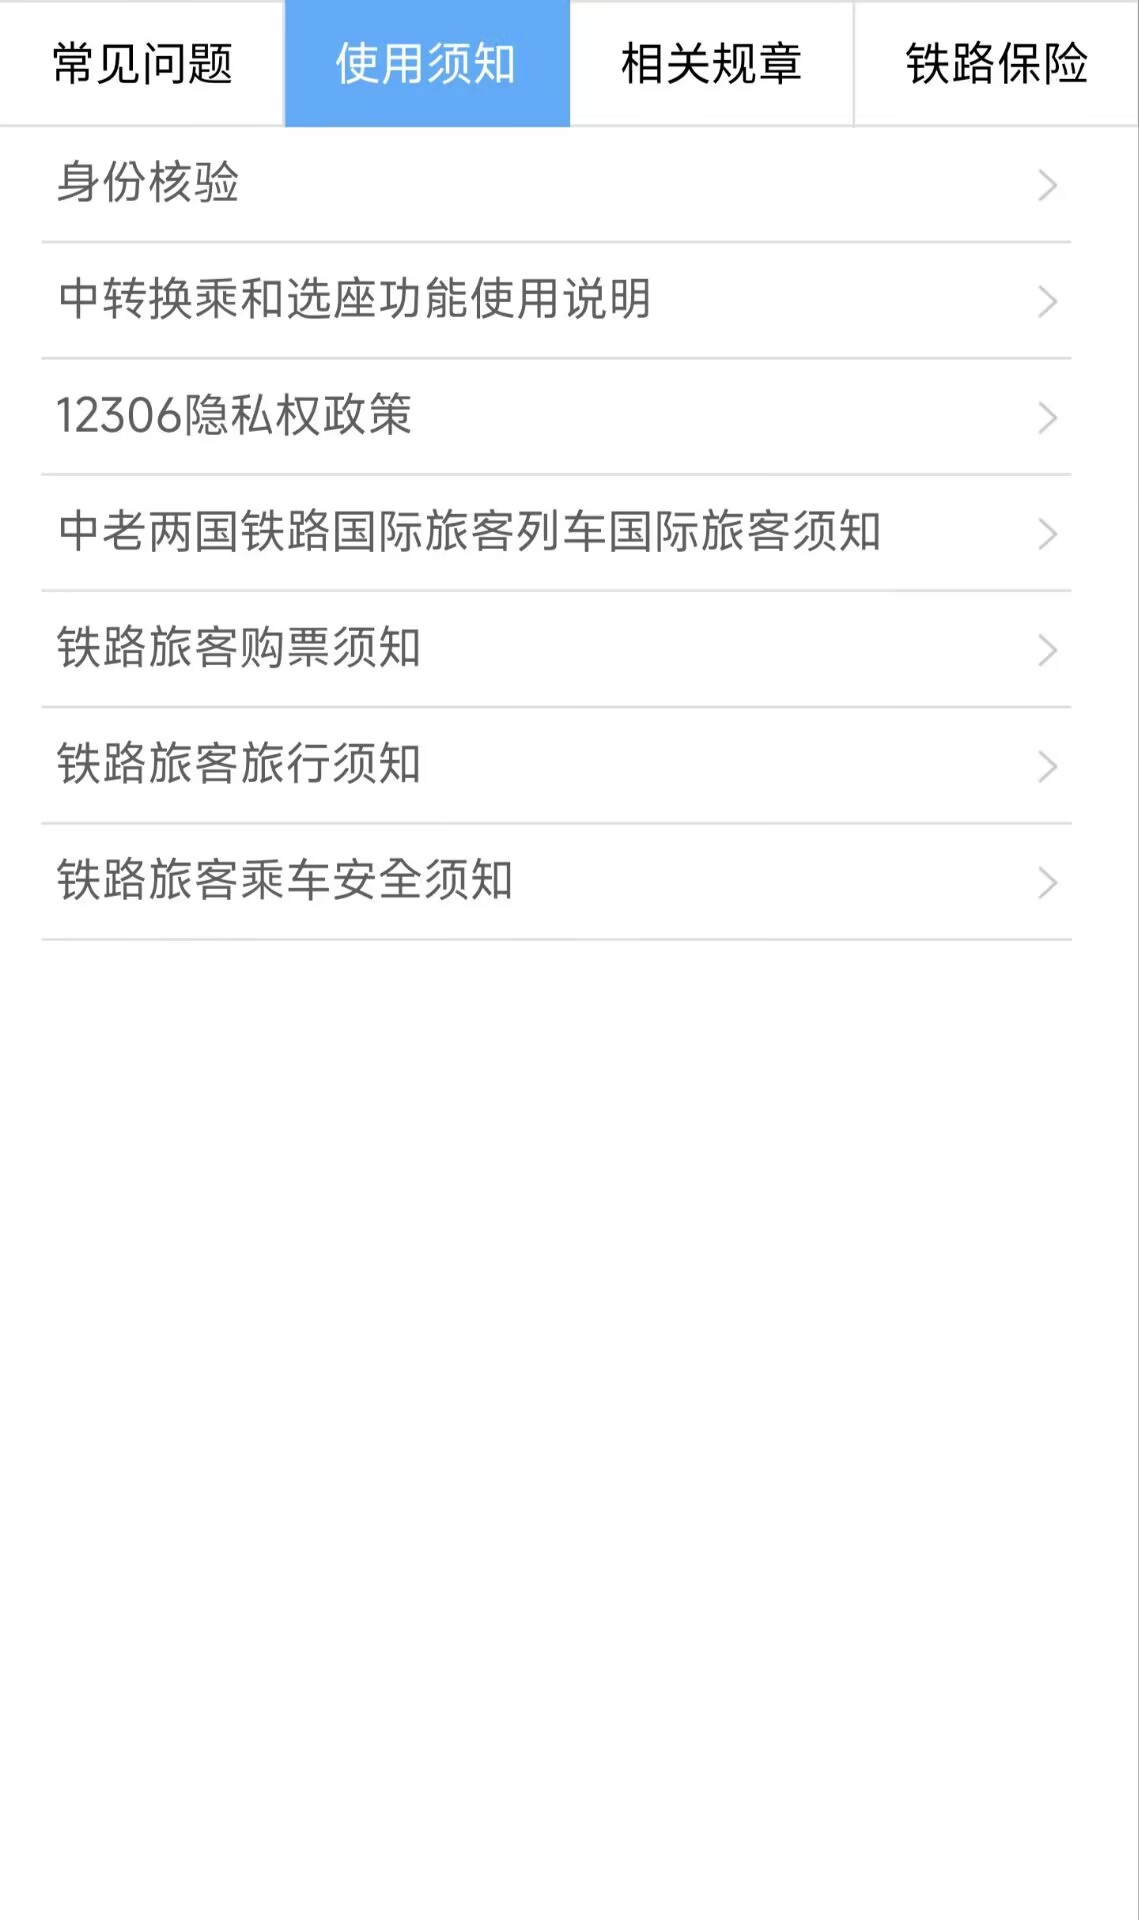 常见问题 使用须知 相关规章 铁路保险
身份核验
中转换乘和选座功能使用说明
12306隐私权政策
中老两国铁路国际旅客列车国际旅客须知
铁路旅客购票须知
铁路旅客旅行须知
铁路旅客乘车安全须知